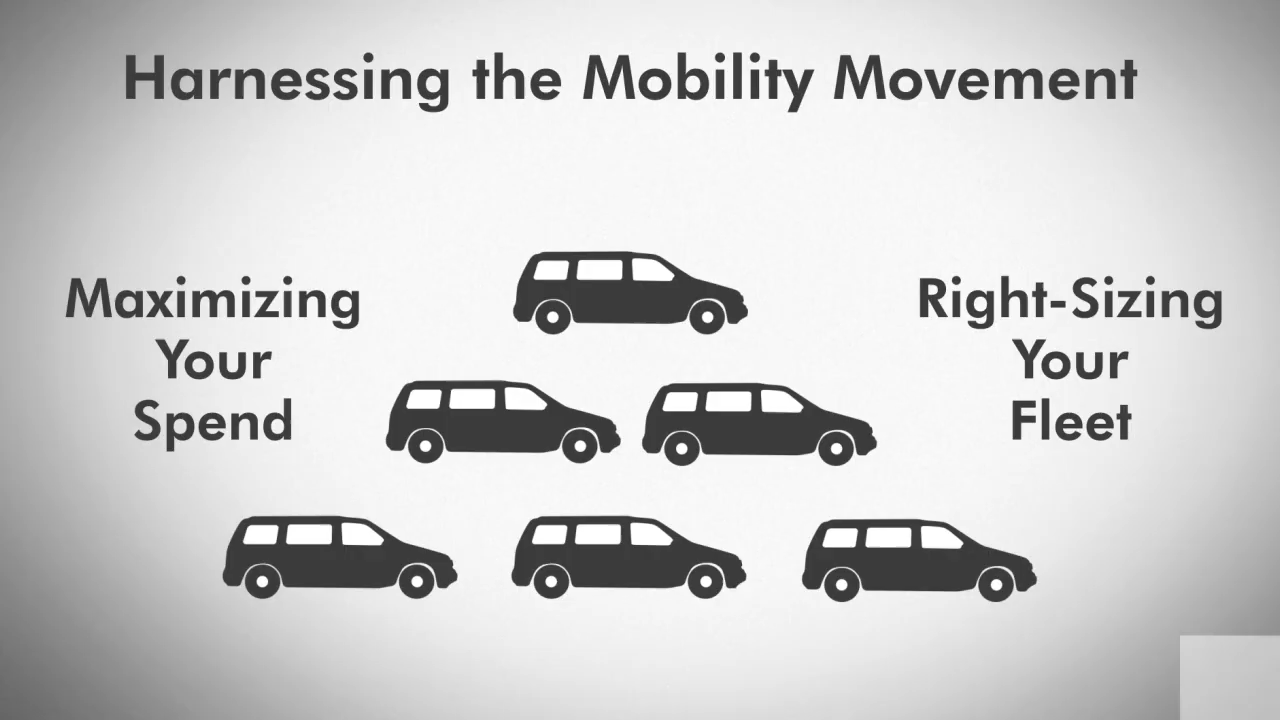 Harnessing the Mobility Movement
Maximizing
Your
Spend
Right-Sizing
Your
Fleet